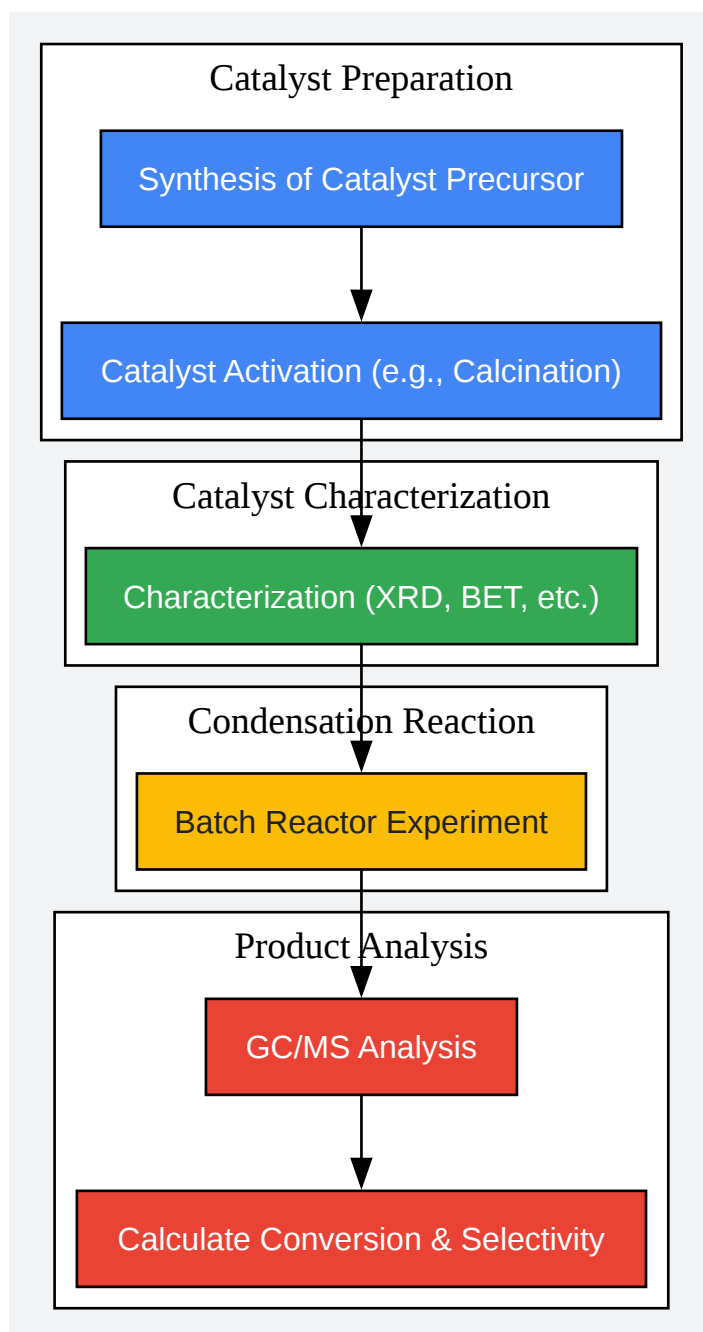 Catalyst Preparation
Synthesis of Catalyst Precursor
Catalyst Activation (e.g., Calcination)
Catalyst Characterization
Characterization (XRD, BET, etc.)
Condensation Reaction
Batch Reactor Experiment
Product Analysis
GC/MS Analysis
Calculate Conversion & Selectivity